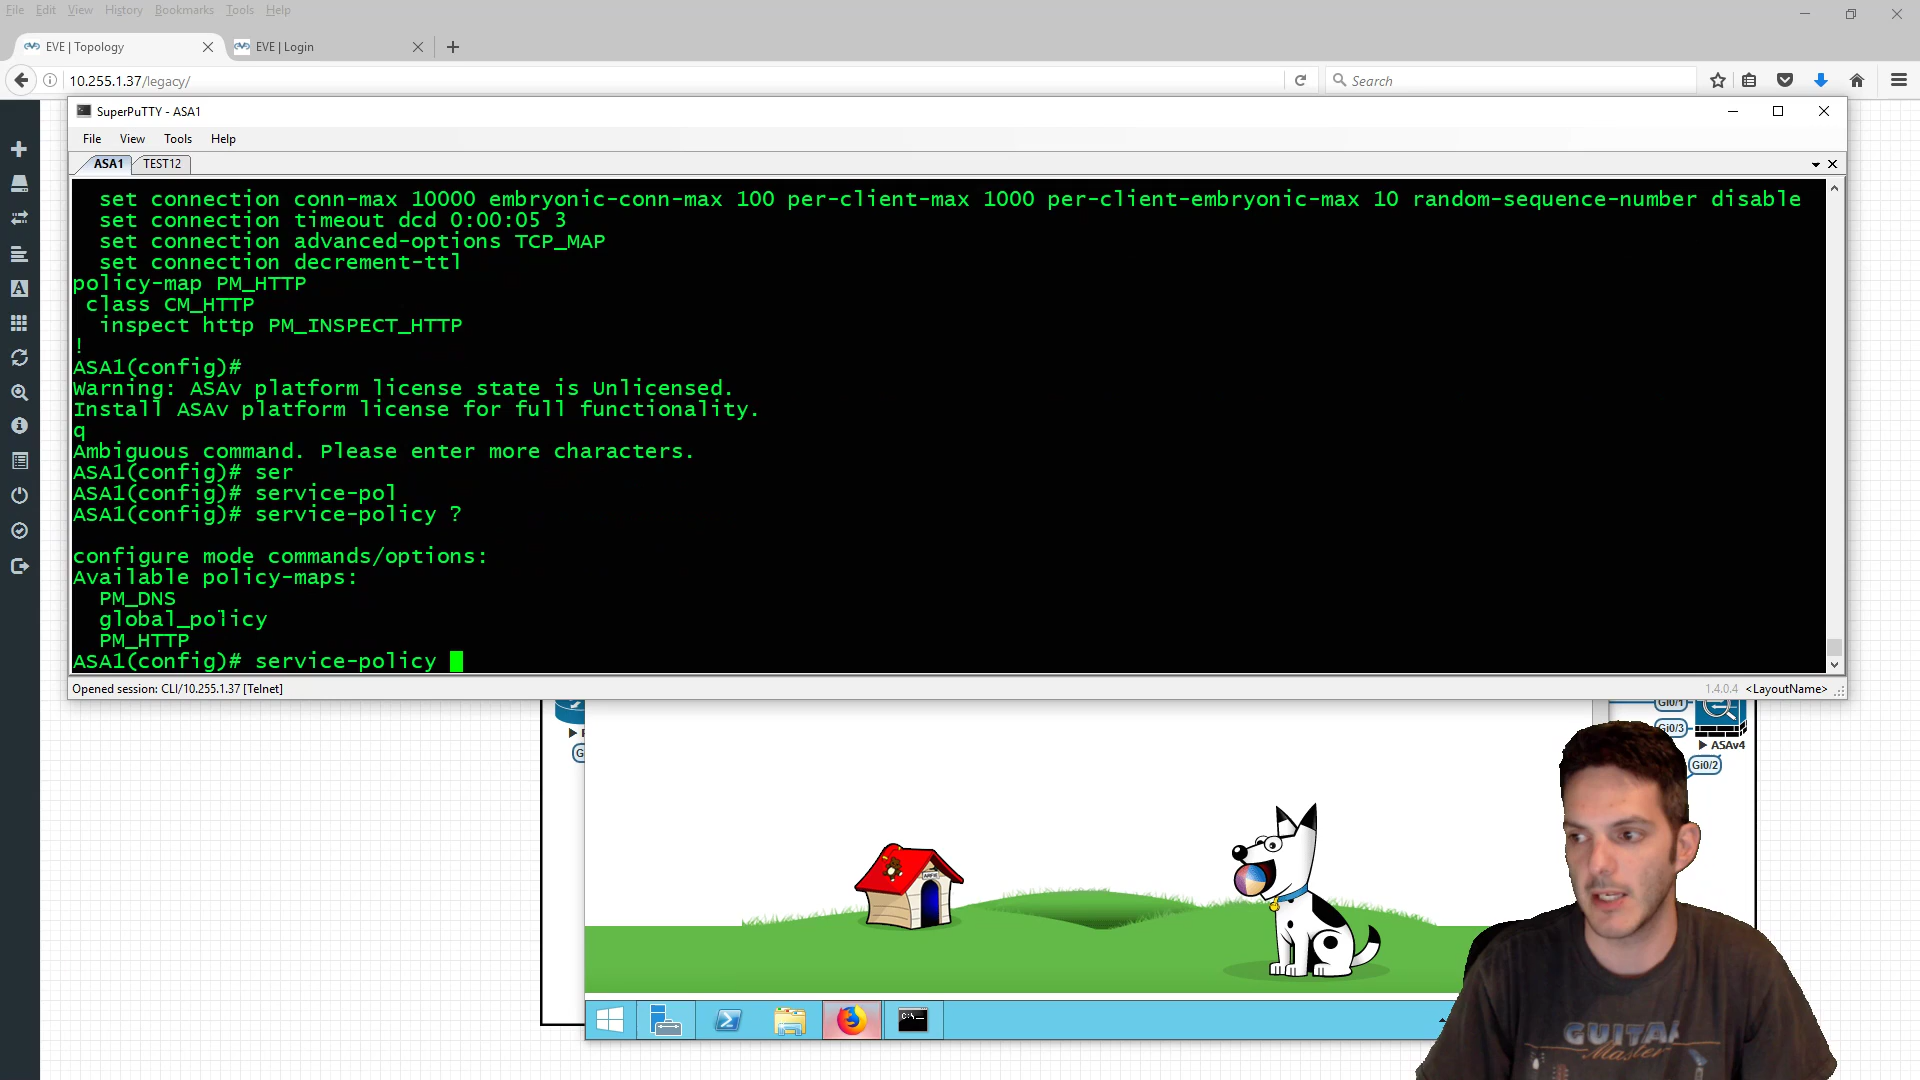 File Edit View History Bookmarks Tools Help
EVE | Topology
EVE | Login
10.255.1.37/legacy/
Search
SuperPuTTY - ASA1
File View Tools Help
ASA1 TEST12
set connection conn-max 10000 embryonic-conn-max 100 per-client-max 1000 per-client-embryonic-max 10 random-sequence-number disable
set connection timeout dcd 0:00:05 3
set connection advanced-options TCP_MAP
set connection decrement-ttl
policy-map PM_HTTP
class CM_HTTP
inspect http PM_INSPECT_HTTP
!
ASA1(config)#
Warning: ASAv platform license state is Unlicensed.
Install ASAv platform license for full functionality.
q
Ambiguous command. Please enter more characters.
ASA1(config)# ser
ASA1(config)# service-pol
ASA1(config)# service-policy ?
configure mode commands/options:
Available policy-maps:
PM_DNS
global_policy
PM_HTTP
ASA1(config)# service-policy
Opened session: CLI/10.255.1.37 [Telnet]
1.4.0.4 <LayoutName>
Gi0/1
Gi0/3
ASAv4
Gi0/2
GUITAR
Master